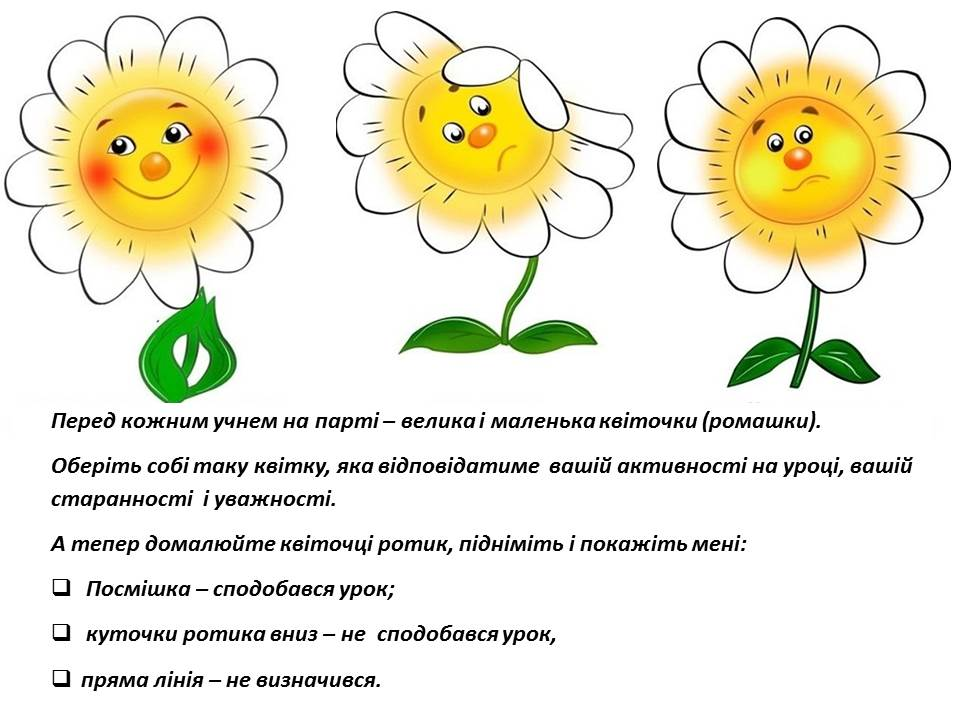 Перед кожним учнем на парті – велика і маленька квіточки (ромашки).
Оберіть собі таку квітку, яка відповідатиме вашій активності на уроці, вашій
старанності і уважності.
А тепер домалюйте квіточці ротик, підніміть і покажіть мені:
❑ Посмішка – сподобався урок;
❑ куточки ротика вниз – не сподобався урок,
❑ пряма лінія – не визначився.